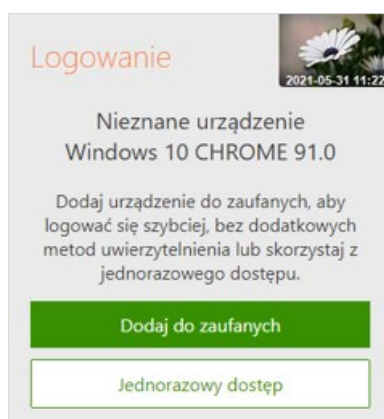 Logowanie
2021-05-31 11:22
Nieznane urządzenie
Windows 10 CHROME 91.0
Dodaj urządzenie do zaufanych, aby
logować się szybciej, bez dodatkowych
metod uwierzytelnienia lub skorzystaj z
jednorazowego dostępu.
Dodaj do zaufanych
Jednorazowy dostęp